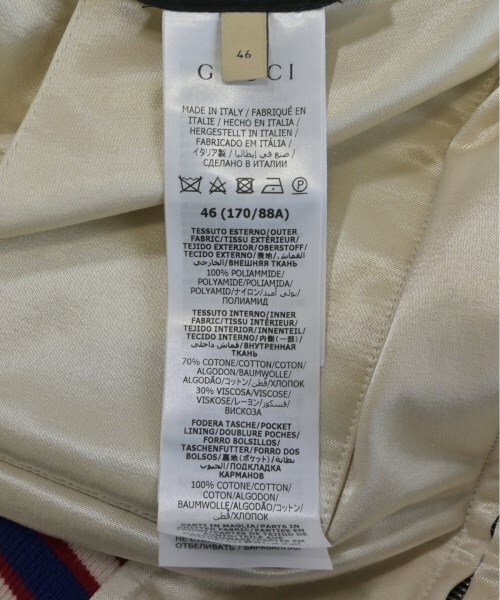 46
GUCCI
MADE IN ITALY / FABRIQUÉ EN
ITALIE / HECHO EN ITALIA /
HERGESTELLT IN ITALIEN /
FABRICADO EM ITÁLIA /
イタリア製 / صنع في إيطاليا /
СДЕЛАНО В ИТАЛИИ
46 (170/88A)
TESSUTO ESTERNO/OUTER
FABRIC/TISSU EXTÉRIEUR/
TEJIDO EXTERIOR/OBERSTOFF/
TECIDO EXTERNO/表地/القماش
الخارجي/ВНЕШНЯЯ ТКАНЬ
100% POLIAMMIDE/
POLYAMIDE/POLIAMIDA/
POLYAMID/ナイロン/بولي أميد/
ПОЛИАМИД
TESSUTO INTERNO/INNER
FABRIC/TISSU INTÉRIEUR/
TEJIDO INTERIOR/INNENTEIL/
TECIDO INTERNO/内側(一部)/
قماش داخلي/ВНУТРЕННАЯ
ТКАНЬ
70% COTONE/COTTON/COTON/
ALGODON/BAUMWOLLE/
ALGODÃO/コットン/قطن/ХЛОПОК
30% VISCOSA/VISCOSE/
VISKOSE/レーヨン/فسكوز/
ВИСКОЗА
FODERA TASCHE/POCKET
LINING/DOUBLURE POCHES/
FORRO BOLSILLOS/
TASCHENFUTTER/FORRO DOS
BOLSOS/裏地(ポケット)/بطانة
الجيوب/ПОДКЛАДКА
КАРМАНОВ
100% COTONE/COTTON/
COTON/ALGODON/
BAUMWOLLE/ALGODÃO/コットン/
قطن/ХЛОПОК
PARTI IN MAGLIA/PARTS IN
ОТБЕЛИВАТЬ